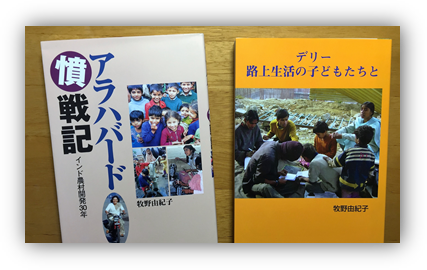 アラハバード
憤戦記
インド農村開発30年
牧野由紀子
デリー
路上生活の子どもたちと
牧野由紀子